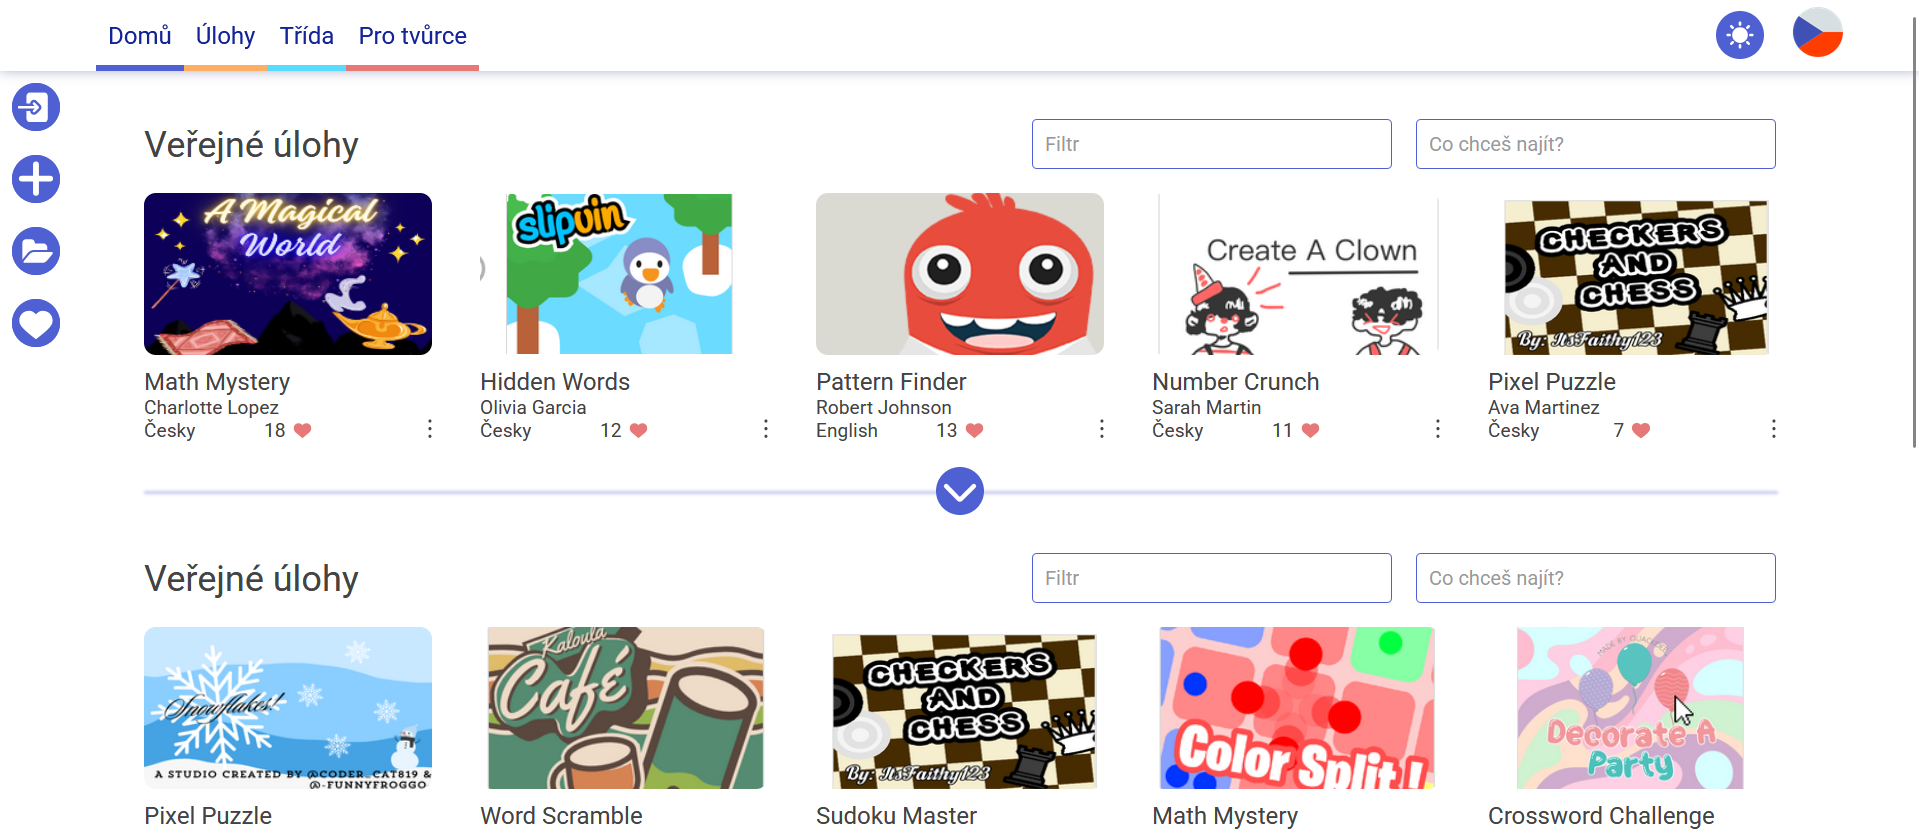 Domů Úlohy Třída Pro tvůrce
Veřejné úlohy
Filtr
Co chceš najít?
A Magical
World
slipvin
Create A Clown
CHECKERS
AND
CHESS
By: ItsFaithy123
Math Mystery
Charlotte Lopez
Česky 18
Hidden Words
Olivia Garcia
Česky 12
Pattern Finder
Robert Johnson
English 13
Number Crunch
Sarah Martin
Česky 11
Pixel Puzzle
Ava Martinez
Česky 7
Veřejné úlohy
Filtr
Co chceš najít?
Snowflakes!
A STUDIO CREATED BY @CODER_CAT819 &
@-FUNNYFROGGO-
Kaloula
Café
CHECKERS
AND
CHESS
By: ItsFaithy123
Color Split!
Decorate A
Party
Pixel Puzzle
Word Scramble
Sudoku Master
Math Mystery
Crossword Challenge